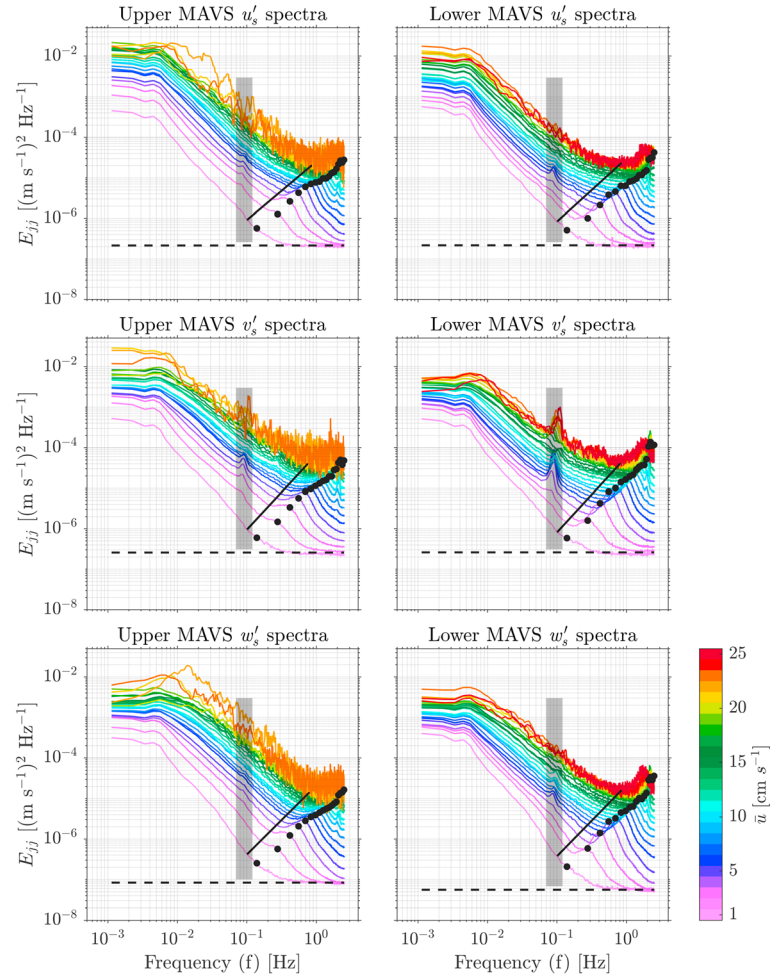 Upper MAVS u′ₛ spectra
Lower MAVS u′ₛ spectra
10⁻²
10⁻⁴
10⁻⁶
10⁻⁸
Eⱼⱼ [(m s⁻¹)² Hz⁻¹]
Upper MAVS v′ₛ spectra
Lower MAVS v′ₛ spectra
10⁻²
10⁻⁴
10⁻⁶
10⁻⁸
Eⱼⱼ [(m s⁻¹)² Hz⁻¹]
Upper MAVS w′ₛ spectra
Lower MAVS w′ₛ spectra
10⁻²
10⁻⁴
10⁻⁶
10⁻⁸
Eⱼⱼ [(m s⁻¹)² Hz⁻¹]
10⁻³ 10⁻² 10⁻¹ 10⁰
10⁻³ 10⁻² 10⁻¹ 10⁰
Frequency (f) [Hz]
Frequency (f) [Hz]
25
20
15
10
5
1
ū [cm s⁻¹]